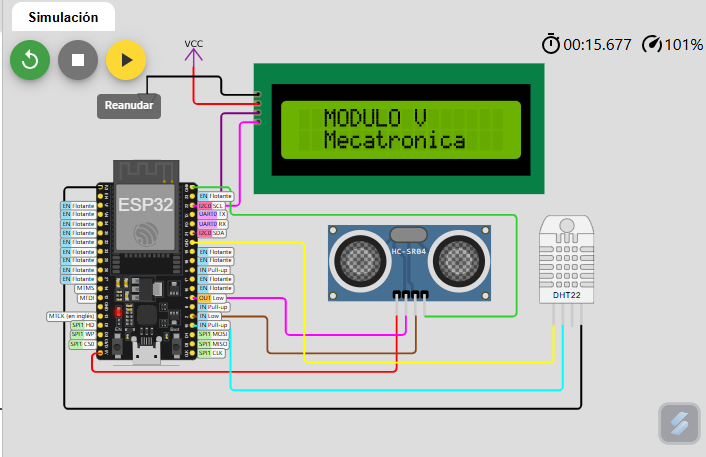 Simulación
00:15.677
101%
Reanudar
VCC
MODULO V
Mecatronica
ESP32
EN Flotante
I2C0 SCL
UART0 TX
UART0 RX
I2C0 SDA
EN Flotante
EN Flotante
IN Pull-up
EN Flotante
EN Flotante
OUT Low
IN Pull-up
IN Low
IN Pull-up
SPI1 MOSI
SPI1 MISO
SPI1 CLK
EN Flotante
EN Flotante
EN Flotante
EN Flotante
EN Flotante
EN Flotante
EN Flotante
EN Flotante
EN Flotante
MTMS
MTDI
MTCK (en inglés)
SPI1 HD
SPI1 WP
SPI1 CS0
HC-SR04
DHT22